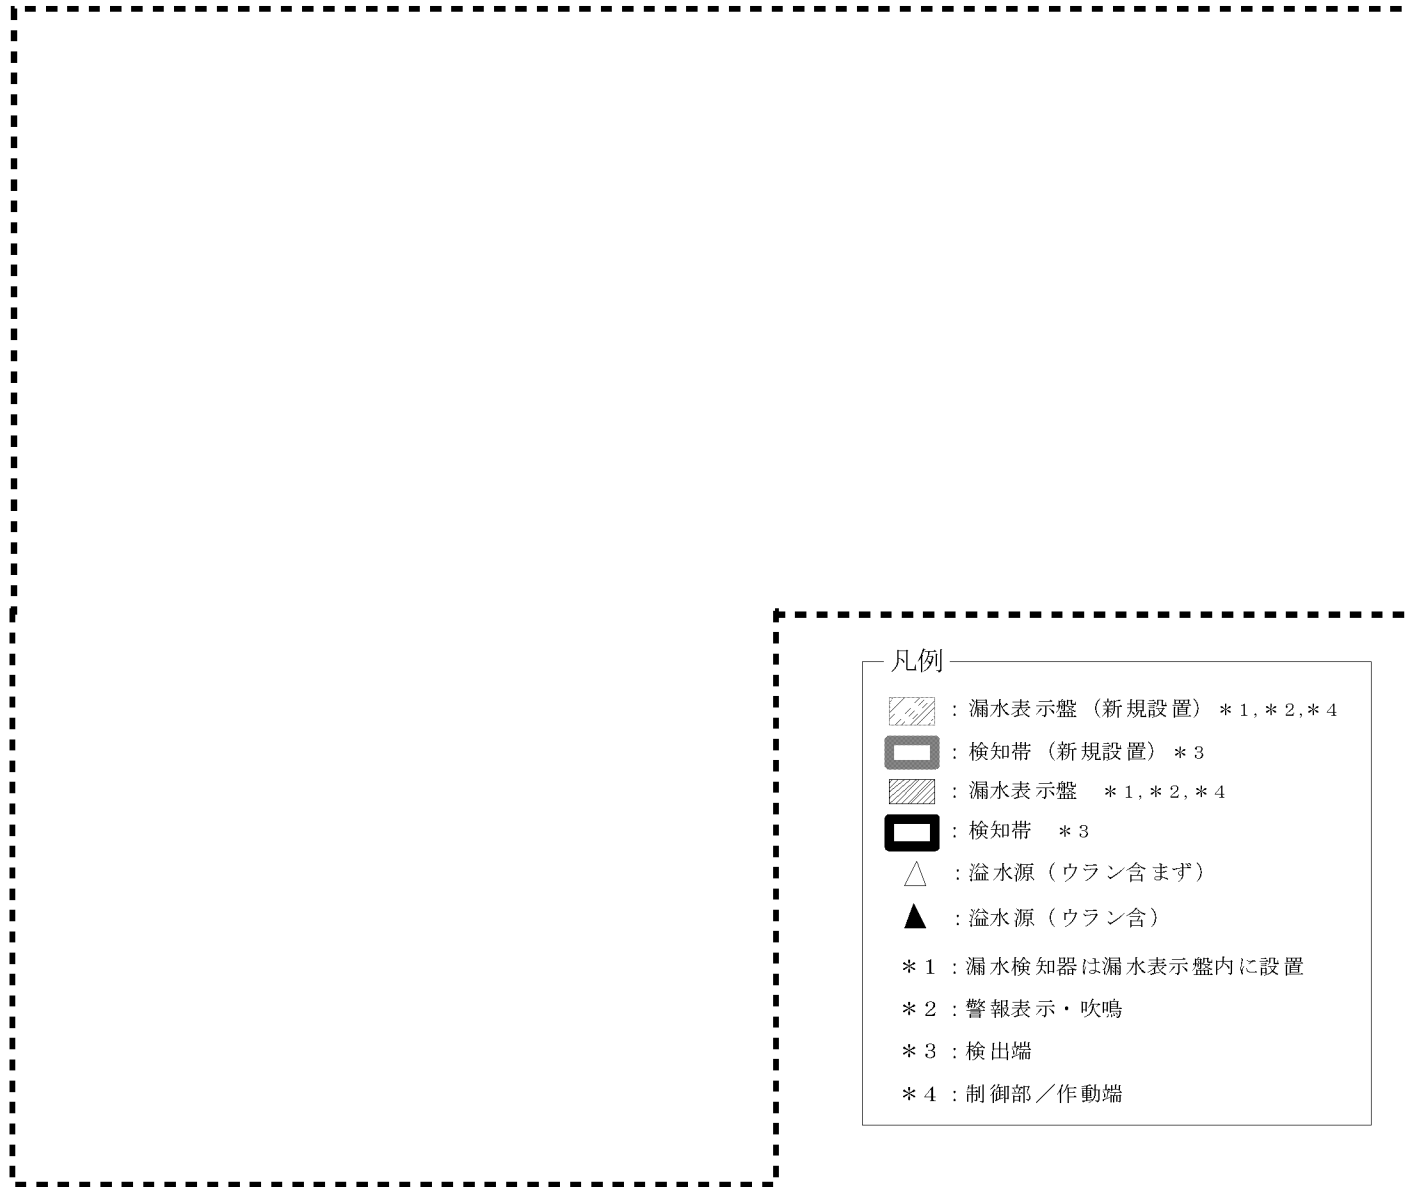 凡例
：漏水表示盤（新規設置）＊1,＊2,＊4
：検知帯（新規設置）＊3
：漏水表示盤　＊1,＊2,＊4
：検知帯　＊3
：溢水源（ウラン含まず）
：溢水源（ウラン含）
＊1：漏水検知器は漏水表示盤内に設置
＊2：警報表示・吹鳴
＊3：検出端
＊4：制御部／作動端